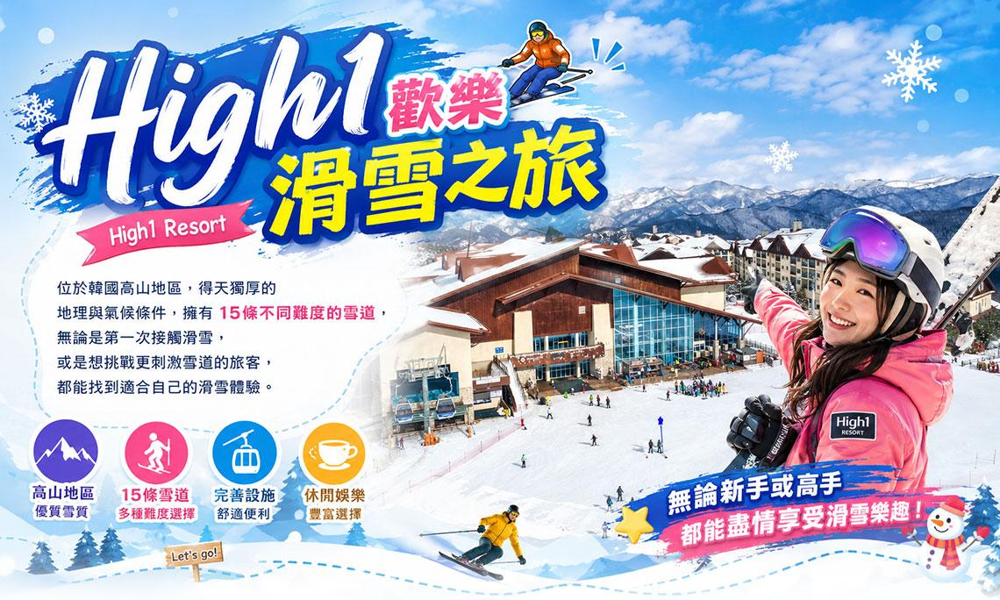 High1 歡樂
滑雪之旅
High1 Resort
位於韓國高山地區，得天獨厚的
地理與氣候條件，擁有 15條不同難度的雪道，
無論是第一次接觸滑雪，
或是想挑戰更刺激雪道的旅客，
都能找到適合自己的滑雪體驗。
高山地區
優質雪質
15條雪道
多種難度選擇
完善設施
舒適便利
休閒娛樂
豐富選擇
Let's go!
High1
RESORT
無論新手或高手
都能盡情享受滑雪樂趣！